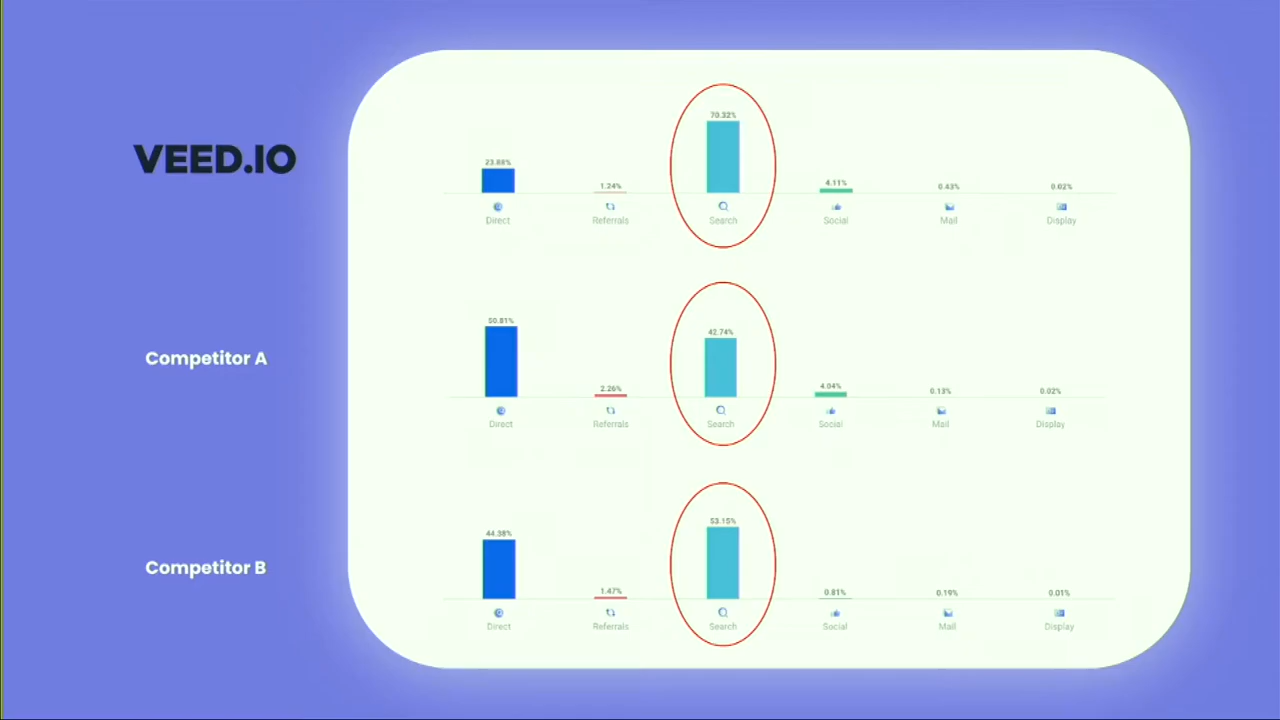 VEED.IO
23.88% 1.24% 70.32% 4.11% 0.43% 0.02%
Direct Referrals Search Social Mail Display
Competitor A
50.81% 2.26% 42.74% 4.04% 0.13% 0.02%
Direct Referrals Search Social Mail Display
Competitor B
44.38% 1.47% 53.15% 0.81% 0.19% 0.01%
Direct Referrals Search Social Mail Display